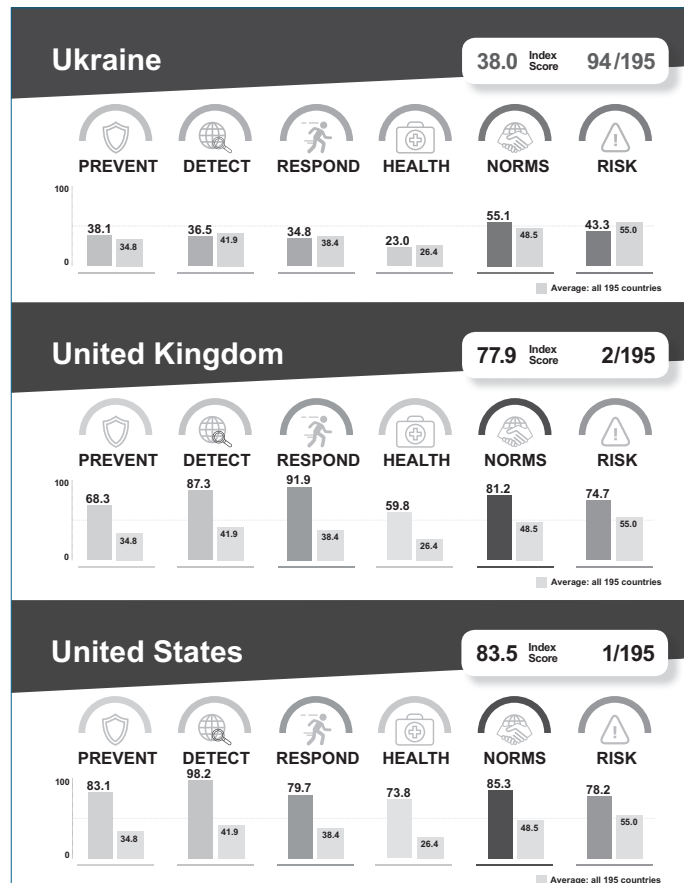 Ukraine
38.0 Index Score 94/195
PREVENT DETECT RESPOND HEALTH NORMS RISK
100
38.1 34.8 36.5 41.9 34.8 38.4 23.0 26.4 55.1 48.5 43.3 55.0
0
Average: all 195 countries
United Kingdom
77.9 Index Score 2/195
PREVENT DETECT RESPOND HEALTH NORMS RISK
100
68.3 34.8 87.3 41.9 91.9 38.4 59.8 26.4 81.2 48.5 74.7 55.0
0
Average: all 195 countries
United States
83.5 Index Score 1/195
PREVENT DETECT RESPOND HEALTH NORMS RISK
100
83.1 34.8 98.2 41.9 79.7 38.4 73.8 26.4 85.3 48.5 78.2 55.0
0
Average: all 195 countries